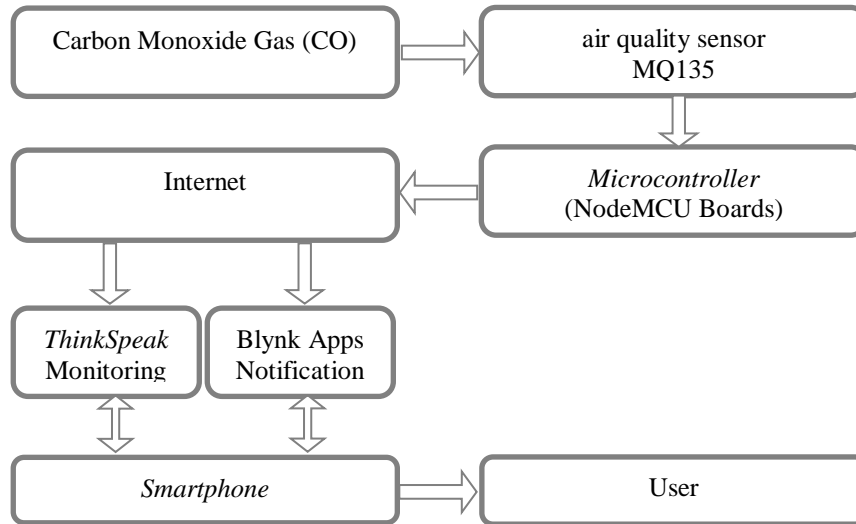 Carbon Monoxide Gas (CO)
air quality sensor
MQ135
Internet
Microcontroller
(NodeMCU Boards)
ThinkSpeak
Monitoring
Blynk Apps
Notification
Smartphone
User